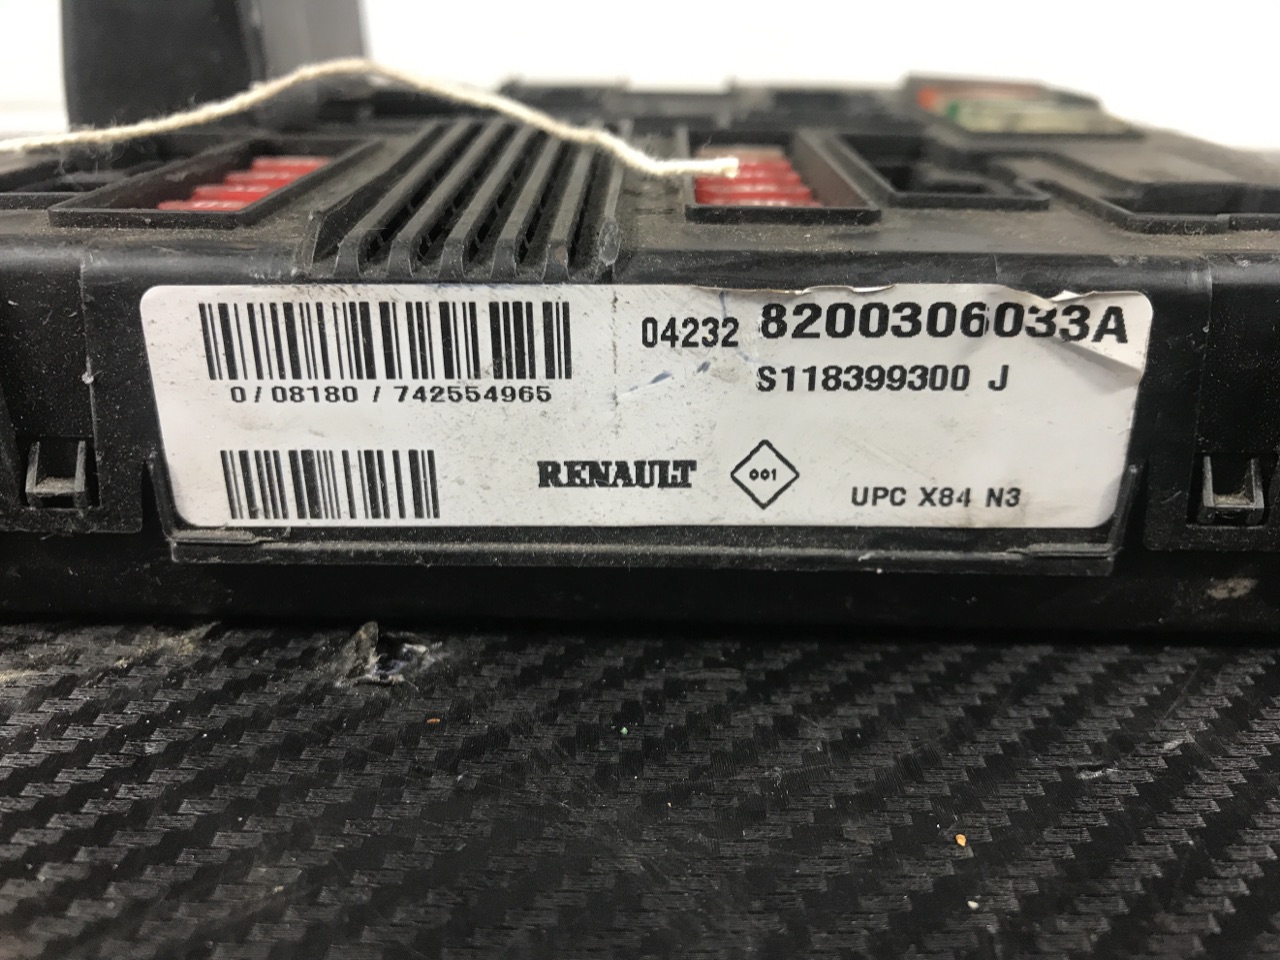 04232 8200306033A
S118399300 J
0/08180/742554965
RENAULT 001 UPC X84 N3